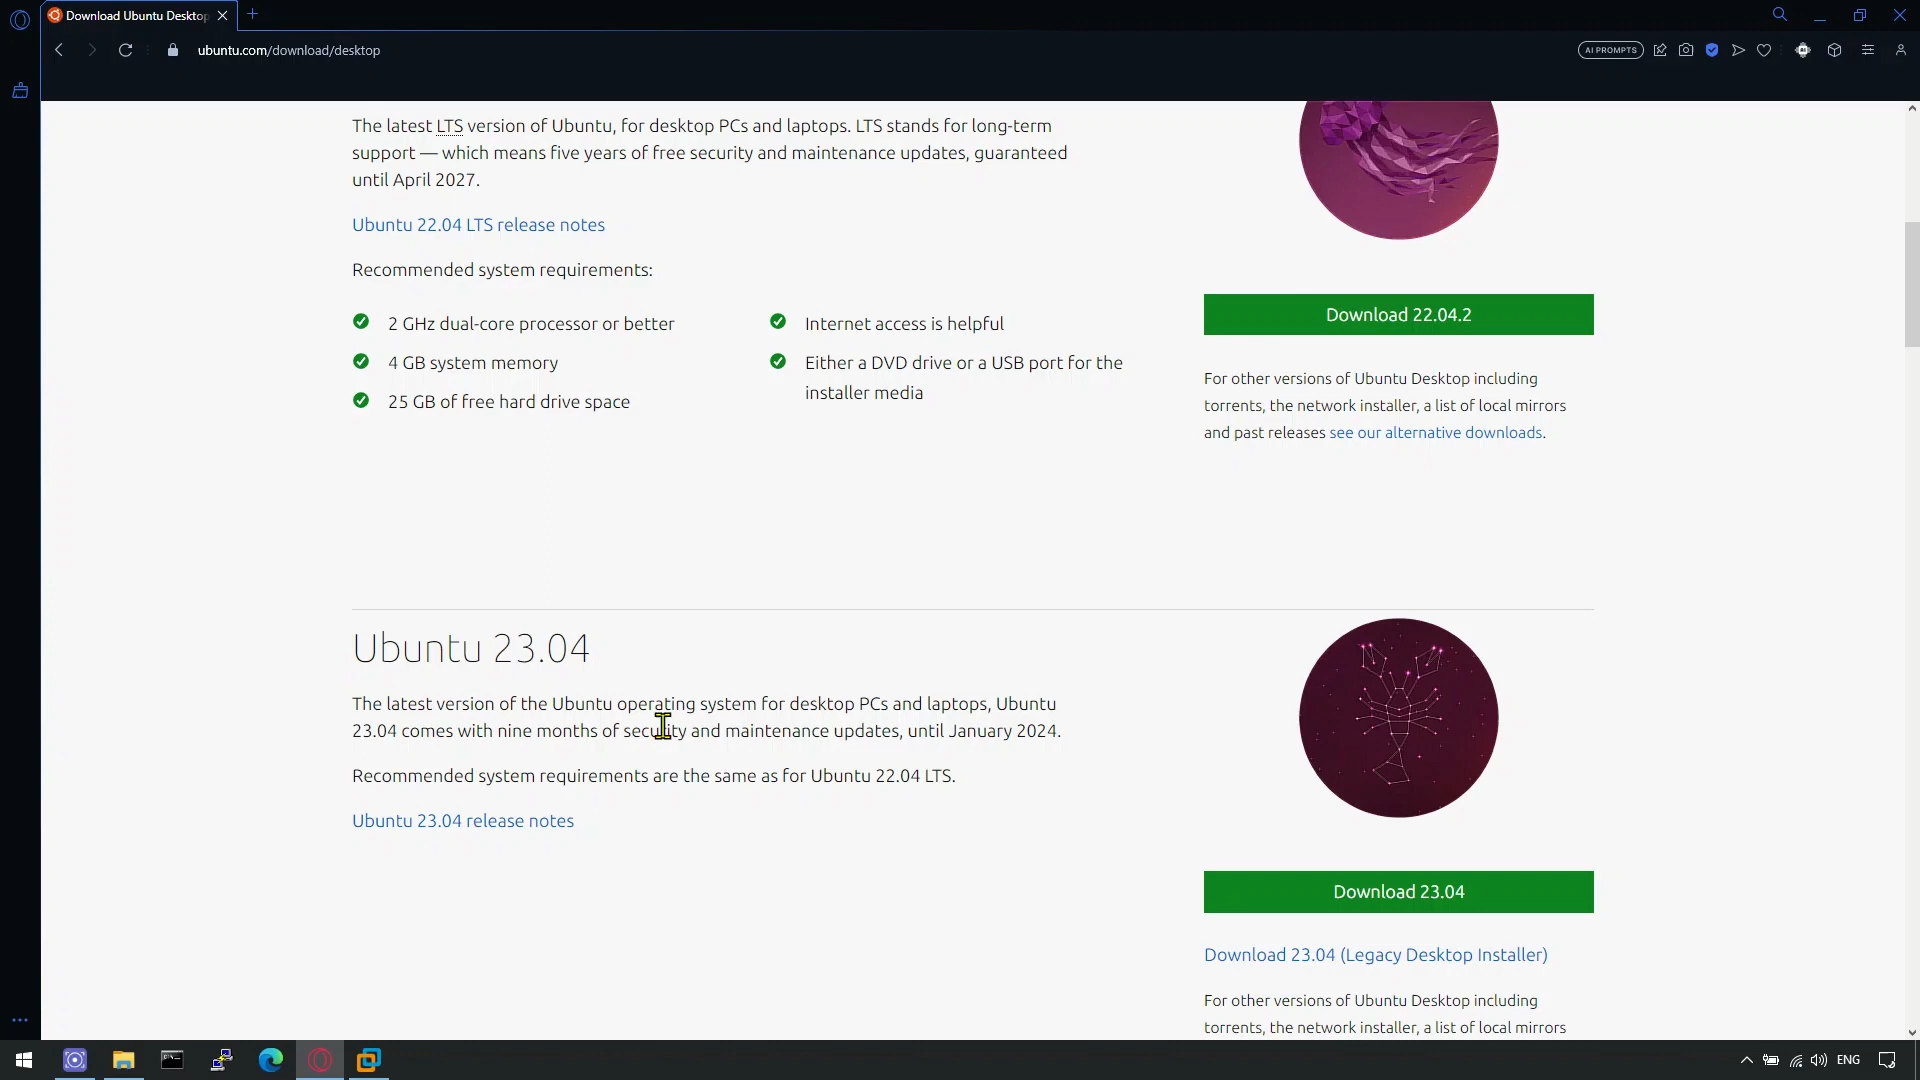 Download Ubuntu Desktop
ubuntu.com/download/desktop
AI PROMPTS
The latest LTS version of Ubuntu, for desktop PCs and laptops. LTS stands for long-term
support — which means five years of free security and maintenance updates, guaranteed
until April 2027.
Ubuntu 22.04 LTS release notes
Recommended system requirements:
2 GHz dual-core processor or better
4 GB system memory
25 GB of free hard drive space
Internet access is helpful
Either a DVD drive or a USB port for the
installer media
Download 22.04.2
For other versions of Ubuntu Desktop including
torrents, the network installer, a list of local mirrors
and past releases see our alternative downloads.
Ubuntu 23.04
The latest version of the Ubuntu operating system for desktop PCs and laptops, Ubuntu
23.04 comes with nine months of security and maintenance updates, until January 2024.
Recommended system requirements are the same as for Ubuntu 22.04 LTS.
Ubuntu 23.04 release notes
Download 23.04
Download 23.04 (Legacy Desktop Installer)
For other versions of Ubuntu Desktop including
torrents, the network installer, a list of local mirrors
ENG